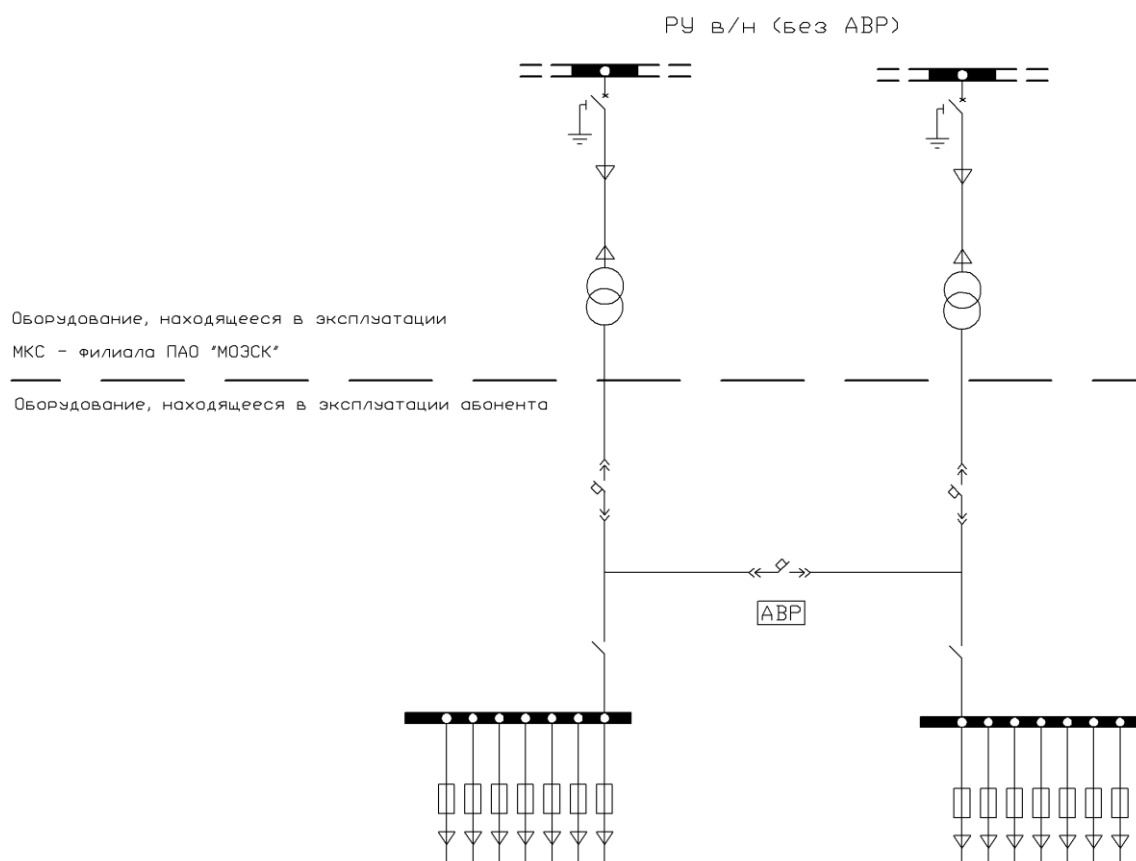 РУ в/н (без АВР)
Оборудование, находящееся в эксплуатации
МКС - филиала ПАО "МОЭСК"
Оборудование, находящееся в эксплуатации абонента
АВР